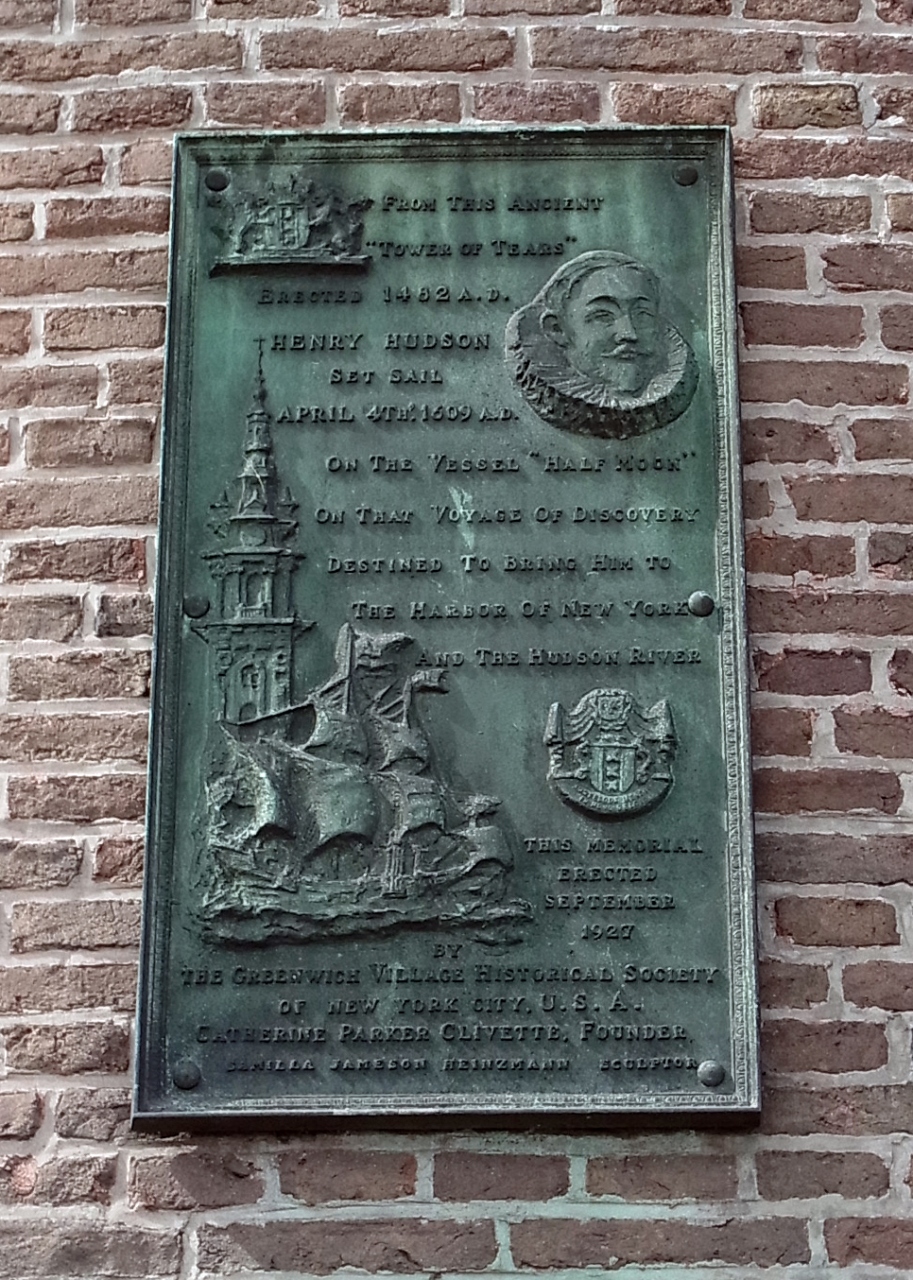 FROM THIS ANCIENT
"TOWER OF TEARS"
ERECTED 1482 A.D.
HENRY HUDSON
SET SAIL
APRIL 4TH. 1609 A.D.
ON THE VESSEL "HALF MOON"
ON THAT VOYAGE OF DISCOVERY
DESTINED TO BRING HIM TO
THE HARBOR OF NEW YORK
AND THE HUDSON RIVER
THIS MEMORIAL
ERECTED
SEPTEMBER
1927
BY
THE GREENWICH VILLAGE HISTORICAL SOCIETY
OF NEW YORK CITY, U.S.A.
CATHERINE PARKER CLIVETTE, FOUNDER.
JAMESON HEINZMANN SCULPTOR